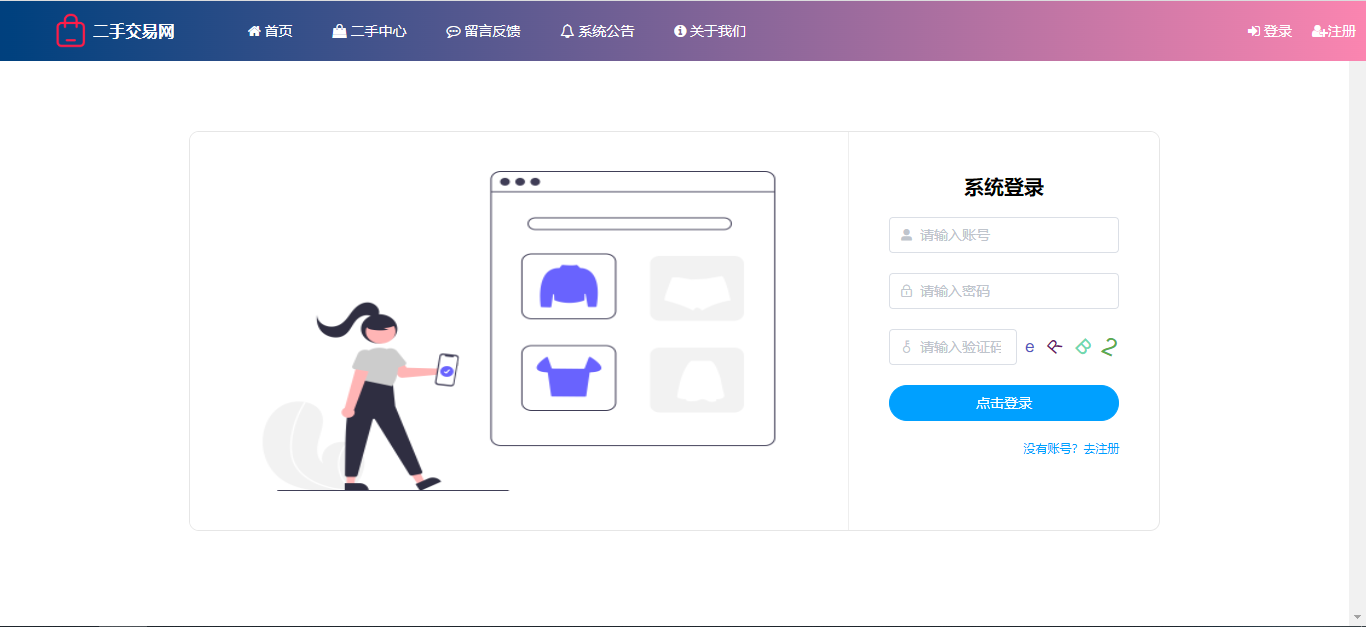 二手交易网 首页 二手中心 留言反馈 系统公告 关于我们 登录 注册
系统登录
请输入账号
请输入密码
请输入验证码 e R B 2
点击登录
没有账号？去注册